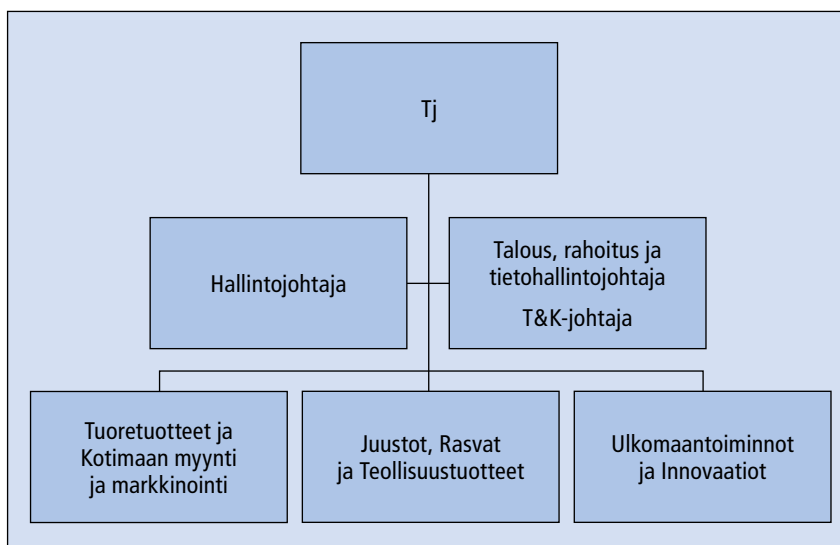 Tj
Hallintojohtaja
Talous, rahoitus ja
tietohallintojohtaja
T&K-johtaja
Tuoretuotteet ja
Kotimaan myynti
ja markkinointi
Juustot, Rasvat
ja Teollisuustuotteet
Ulkomaantoiminnot
ja Innovaatiot